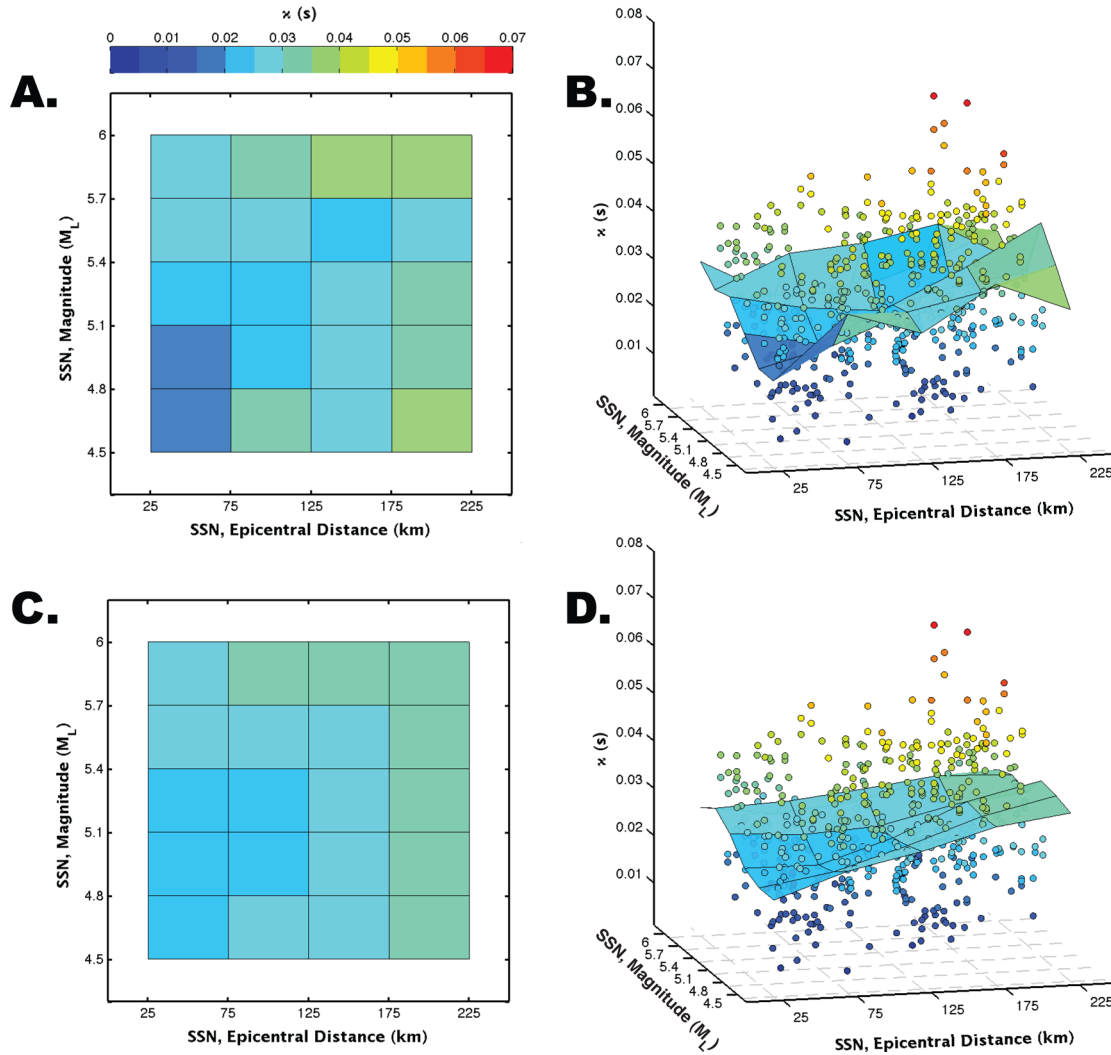 ϰ (s)
0 0.01 0.02 0.03 0.04 0.05 0.06 0.07
A.
6
5.7
5.4
5.1
4.8
4.5
SSN, Magnitude (M_L)
25 75 125 175 225
SSN, Epicentral Distance (km)
B.
0.08
0.07
0.06
0.05
0.04
0.03
0.02
0.01
ϰ (s)
6
5.7
5.4
5.1
4.8
4.5
SSN, Magnitude (M_L)
25 75 125 175 225
SSN, Epicentral Distance (km)
C.
6
5.7
5.4
5.1
4.8
4.5
SSN, Magnitude (M_L)
25 75 125 175 225
SSN, Epicentral Distance (km)
D.
0.08
0.07
0.06
0.05
0.04
0.03
0.02
0.01
ϰ (s)
6
5.7
5.4
5.1
4.8
4.5
SSN, Magnitude (M_L)
25 75 125 175 225
SSN, Epicentral Distance (km)